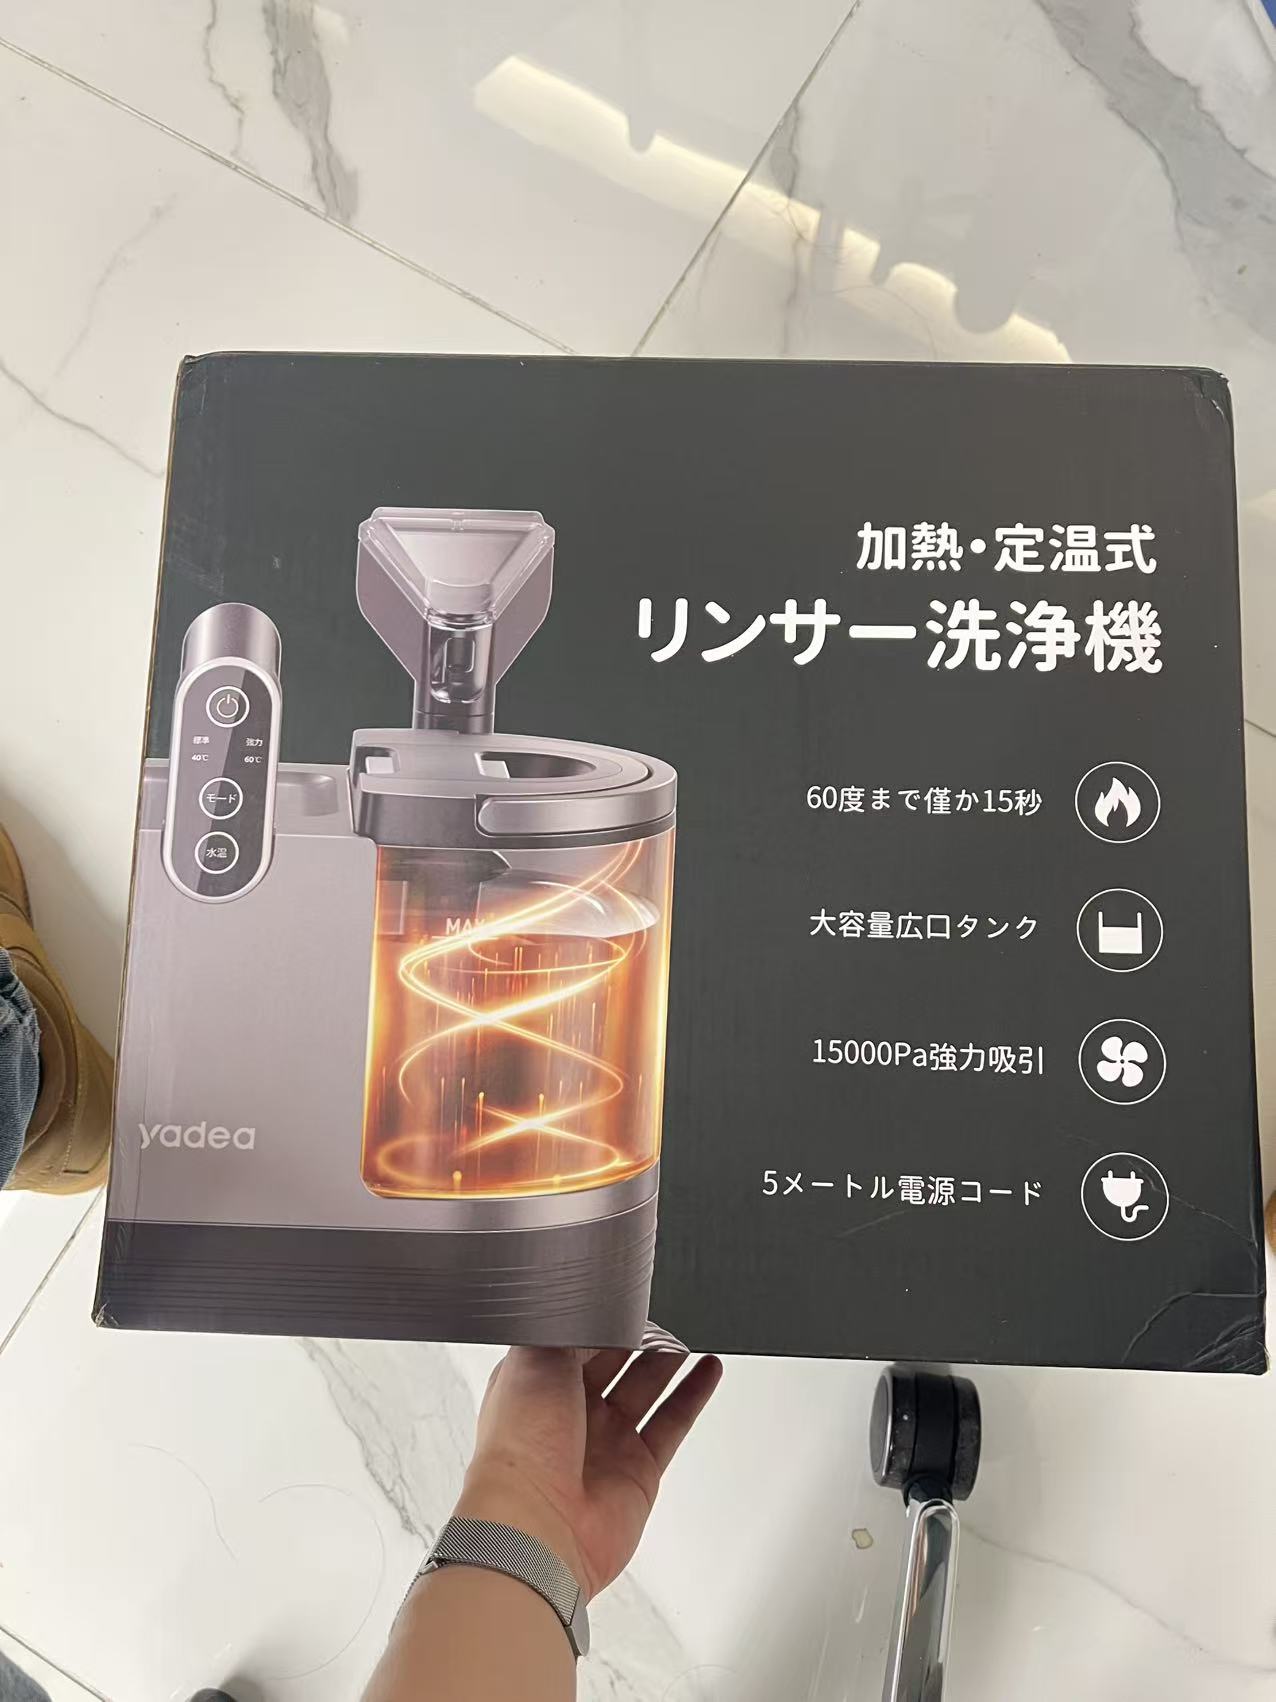 加熱・定温式
リンサー洗浄機
60度まで僅か15秒
大容量広口タンク
15000Pa強力吸引
5メートル電源コード
標準 強力
40℃ 60℃
モード
水温
MAX
yadea